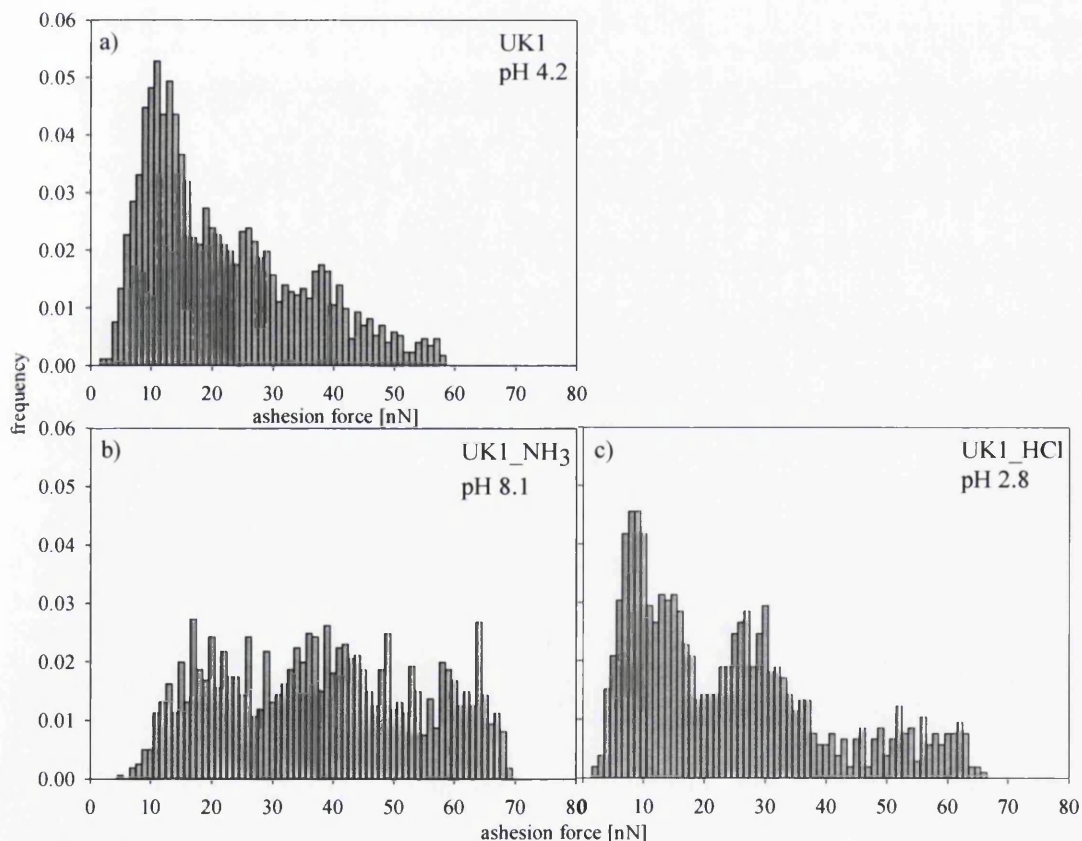 0.06
a)
UK1
pH 4.2
0.05
0.04
0.03
0.02
0.01
0.00
0 10 20 30 40 50 60 70 80
ashesion force [nN]
frequency
0.06
b)
UK1_NH3
pH 8.1
0.05
0.04
0.03
0.02
0.01
0.00
0 10 20 30 40 50 60 70 80
c)
UK1_HCl
pH 2.8
0 10 20 30 40 50 60 70 80
ashesion force [nN]